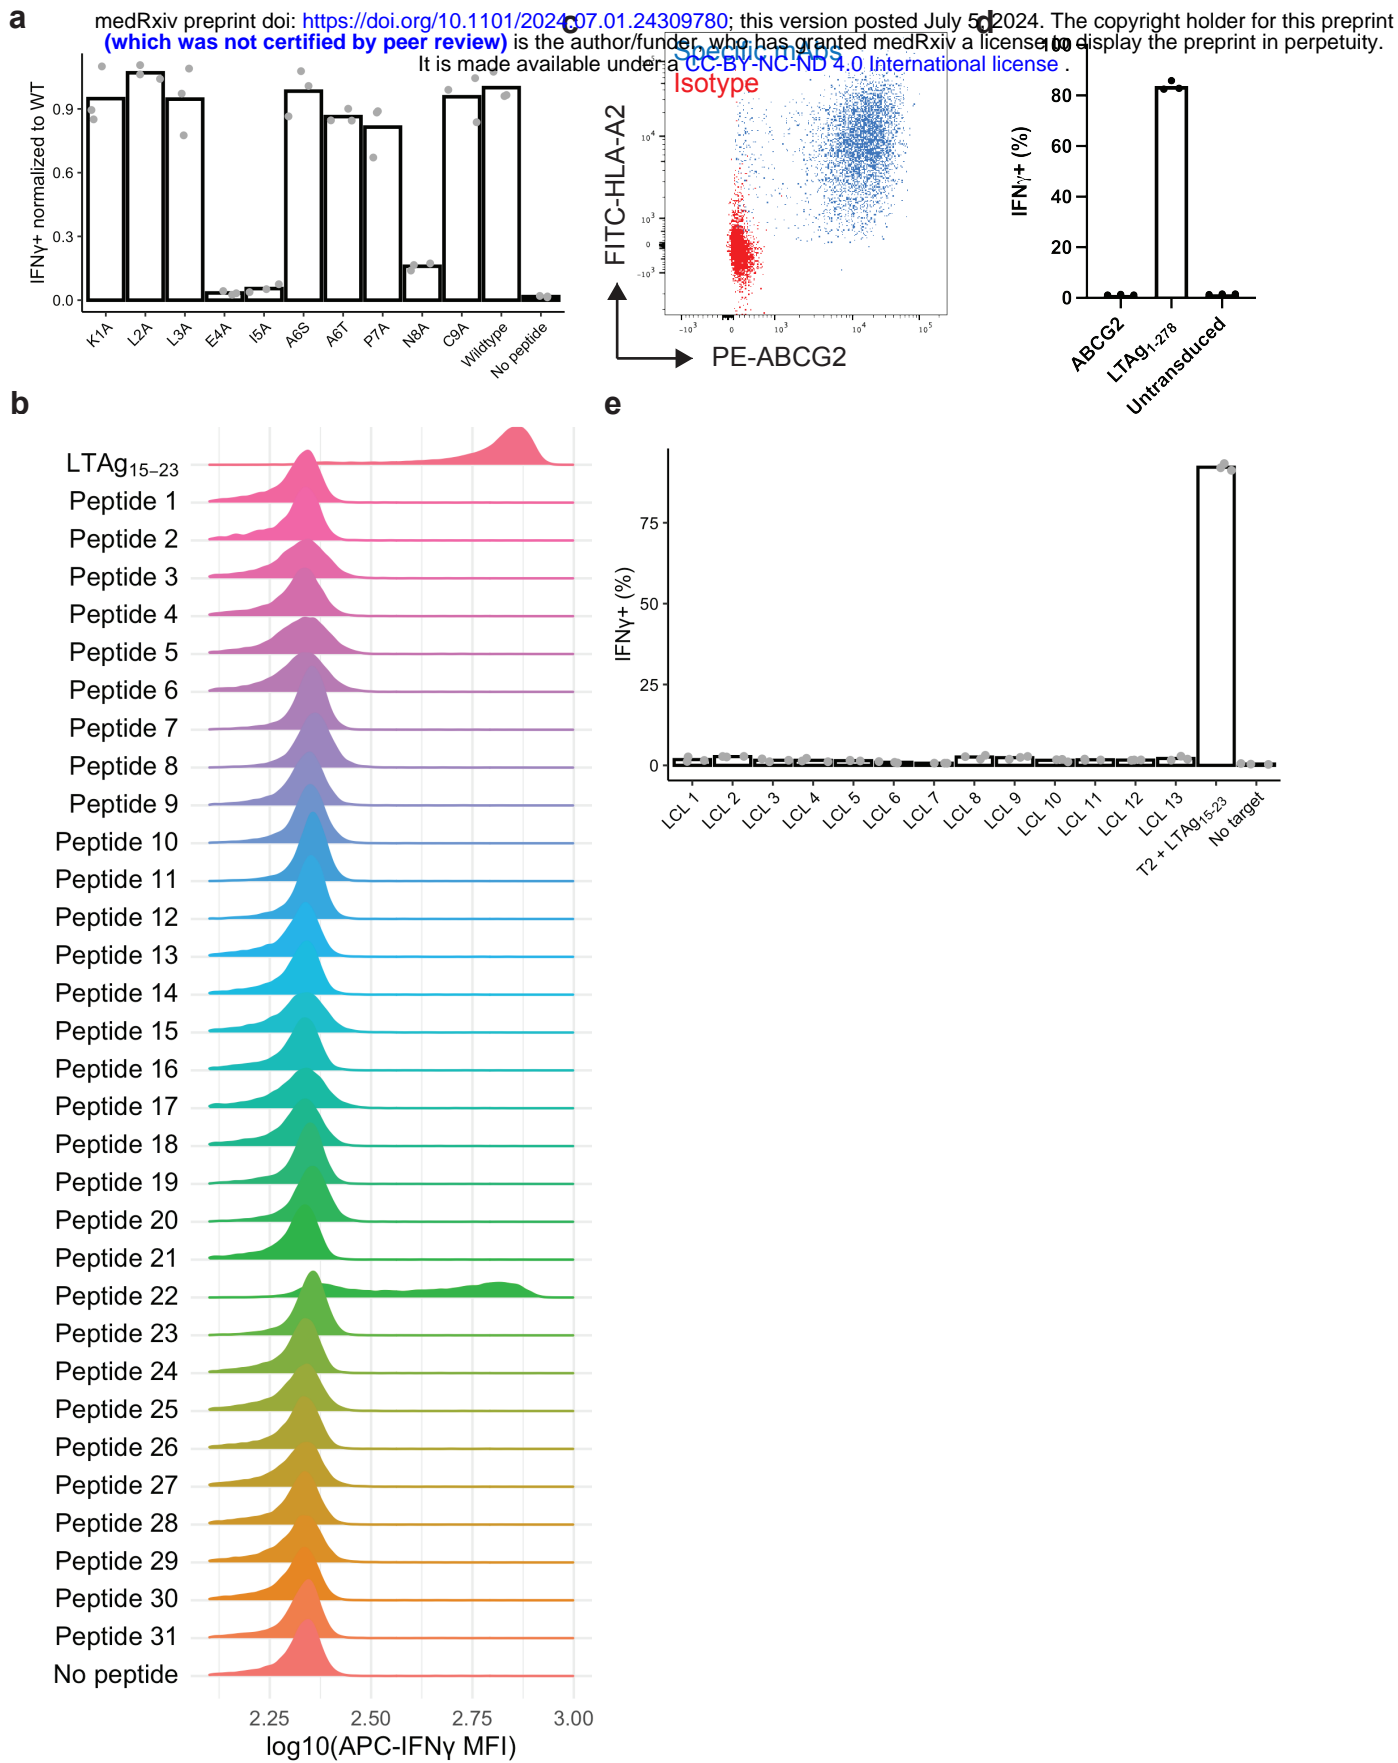 medRxiv preprint doi: https://doi.org/10.1101/2024.07.01.24309780; this version posted July 5, 2024. The copyright holder for this preprint
(which was not certified by peer review) is the author/funder, who has granted medRxiv a license to display the preprint in perpetuity.
It is made available under a CC-BY-NC-ND 4.0 International license .
a
IFNγ+ normalized to WT
0.9
0.6
0.3
0.0
K1A
L2A
L3A
E4A
I5A
A6S
A6T
P7A
N8A
C9A
Wildtype
No peptide
c
Specific mAbs
Isotype
FITC-HLA-A2
10⁴
10³
0
-10³
-10³
0
10³
10⁴
10⁵
PE-ABCG2
d
IFNγ+ (%)
100
80
60
40
20
0
ABCG2
LTAg1-278
Untransduced
b
LTAg15–23
Peptide 1
Peptide 2
Peptide 3
Peptide 4
Peptide 5
Peptide 6
Peptide 7
Peptide 8
Peptide 9
Peptide 10
Peptide 11
Peptide 12
Peptide 13
Peptide 14
Peptide 15
Peptide 16
Peptide 17
Peptide 18
Peptide 19
Peptide 20
Peptide 21
Peptide 22
Peptide 23
Peptide 24
Peptide 25
Peptide 26
Peptide 27
Peptide 28
Peptide 29
Peptide 30
Peptide 31
No peptide
2.25
2.50
2.75
3.00
log10(APC-IFNγ MFI)
e
IFNγ+ (%)
75
50
25
0
LCL 1
LCL 2
LCL 3
LCL 4
LCL 5
LCL 6
LCL 7
LCL 8
LCL 9
LCL 10
LCL 11
LCL 12
LCL 13
T2 + LTAg15-23
No target